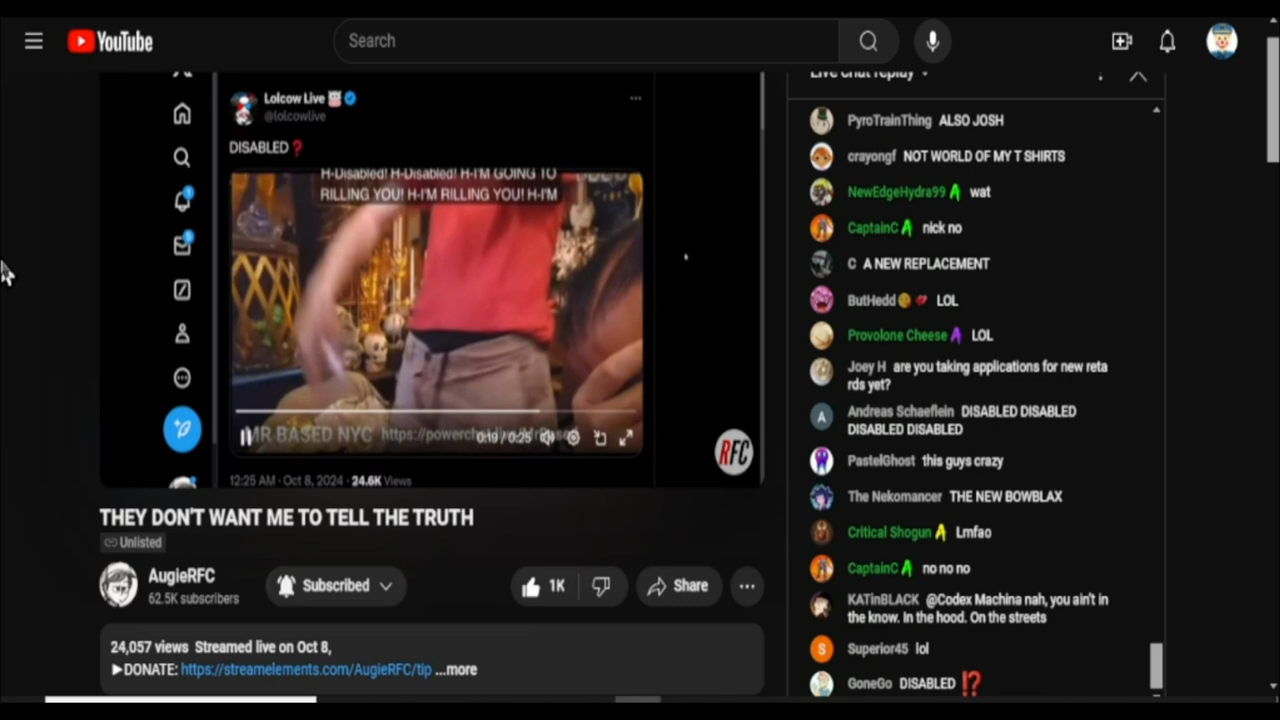 YouTube
Search
Live chat replay
Lolcow Live
@lolcowlive
DISABLED❓
H-Disabled! H-Disabled! H-I'M GOING TO
RILLING YOU! H-I'M RILLING YOU! H-I'M
MR BASED NYC https://powerchat.live/MrBased
0:19 / 0:25
12:25 AM · Oct 8, 2024 · 24.6K Views
RFC
THEY DON'T WANT ME TO TELL THE TRUTH
Unlisted
AugieRFC
62.5K subscribers
Subscribed
1K
Share
24,057 views Streamed live on Oct 8,
►DONATE: https://streamelements.com/AugieRFC/tip ...more
PyroTrainThing ALSO JOSH
crayongf NOT WORLD OF MY T SHIRTS
NewEdgeHydra99 wat
CaptainC nick no
C A NEW REPLACEMENT
ButHedd LOL
Provolone Cheese LOL
Joey H are you taking applications for new reta
rds yet?
A
Andreas Schaeflein DISABLED DISABLED
DISABLED DISABLED
PastelGhost this guys crazy
The Nekomancer THE NEW BOWBLAX
Critical Shogun Lmfao
CaptainC no no no
KATinBLACK @Codex Machina nah, you ain't in
the know. In the hood. On the streets
S
Superior45 lol
GoneGo DISABLED ⁉️